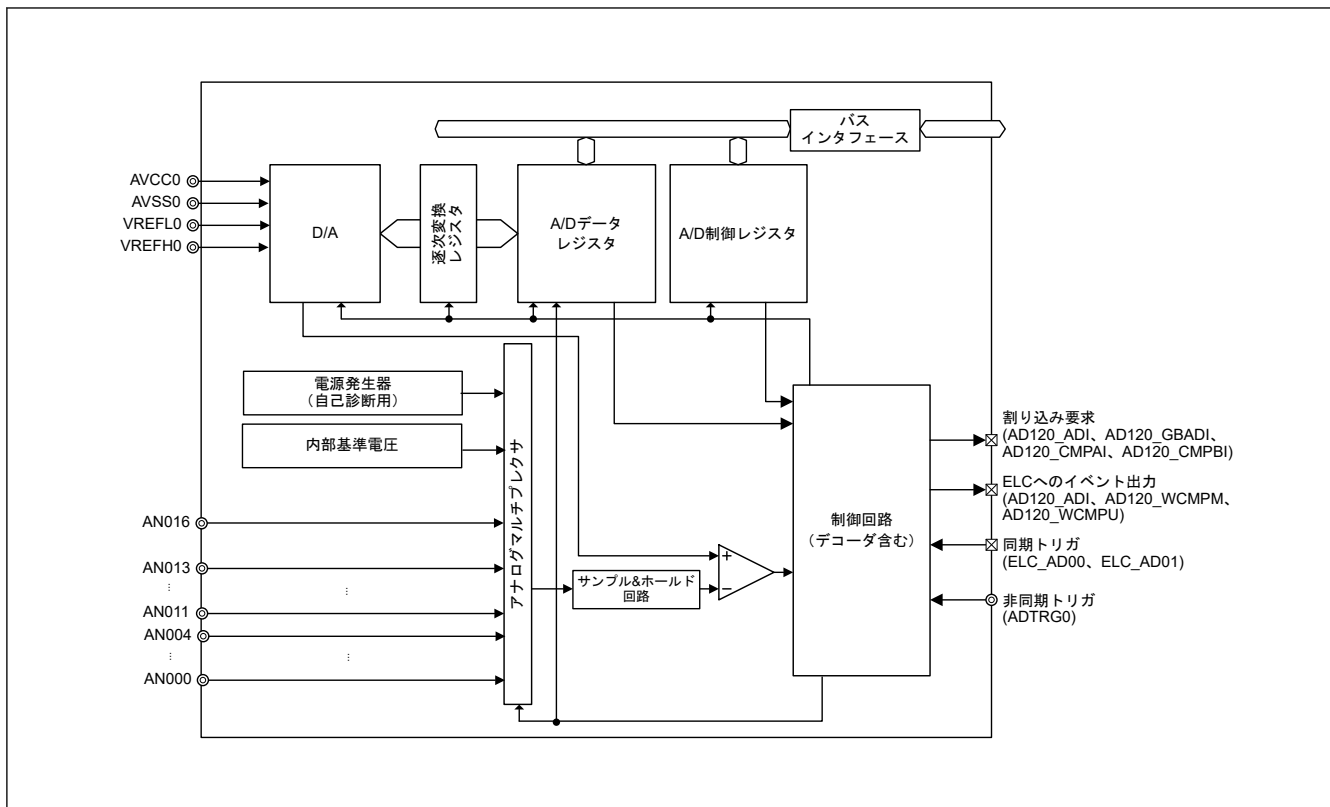 バス
インタフェース
AVCC0
AVSS0
VREFL0
VREFH0
D/A
逐次変換
レジスタ
A/Dデータ
レジスタ
A/D制御レジスタ
電源発生器
（自己診断用）
内部基準電圧
アナログマルチプレクサ
AN016
AN013
…
…
AN011
AN004
…
…
AN000
サンプル&ホールド
回路
+
−
制御回路
（デコーダ含む）
割り込み要求
(AD120_ADI、AD120_GBADI、
AD120_CMPAI、AD120_CMPBI)
ELCへのイベント出力
(AD120_ADI、AD120_WCMPM、
AD120_WCMPU)
同期トリガ
(ELC_AD00、ELC_AD01)
非同期トリガ
(ADTRG0)